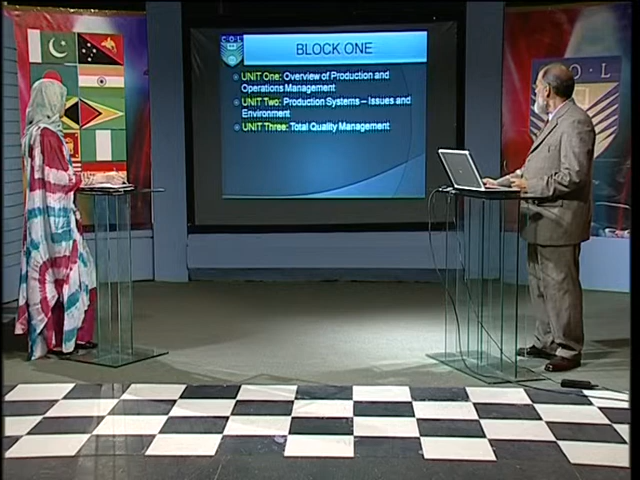 C·O·L
BLOCK ONE
UNIT One: Overview of Production and
Operations Management
UNIT Two: Production Systems – Issues and
Environment
UNIT Three: Total Quality Management
O · L